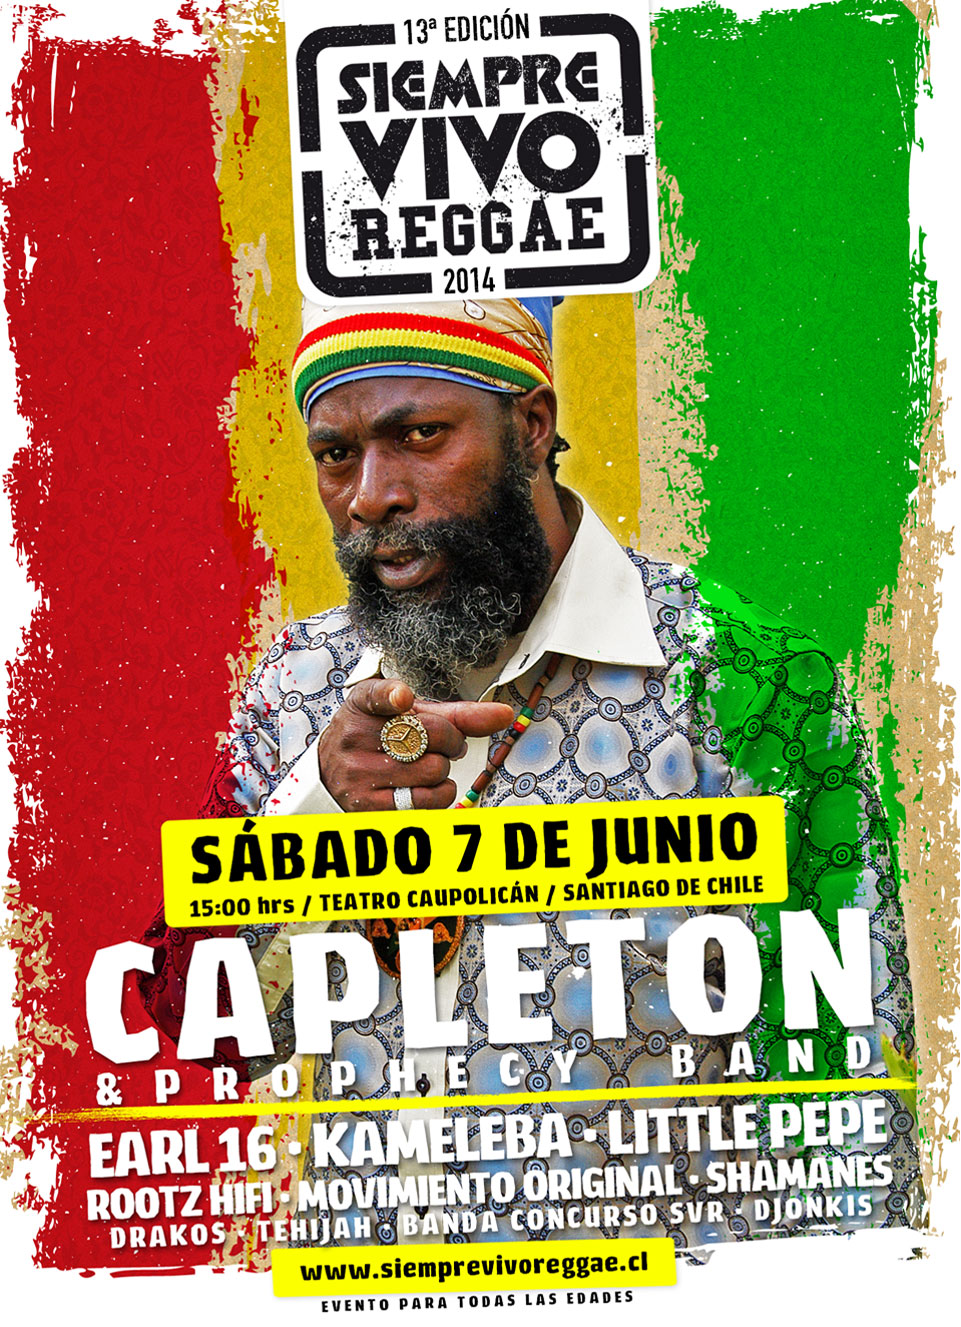 13ª EDICIÓN
SIEMPRE
VIVO
REGGAE
2014
SÁBADO 7 DE JUNIO
15:00 hrs / TEATRO CAUPOLICÁN / SANTIAGO DE CHILE
CAPLETON
& PROPHECY BAND
EARL 16 · KAMELEBA · LITTLE PEPE
ROOTZ HIFI · MOVIMIENTO ORIGINAL · SHAMANES
DRAKOS · TEHIJAH · BANDA CONCURSO SVR · DJONKIS
www.siemprevivoreggae.cl
EVENTO PARA TODAS LAS EDADES